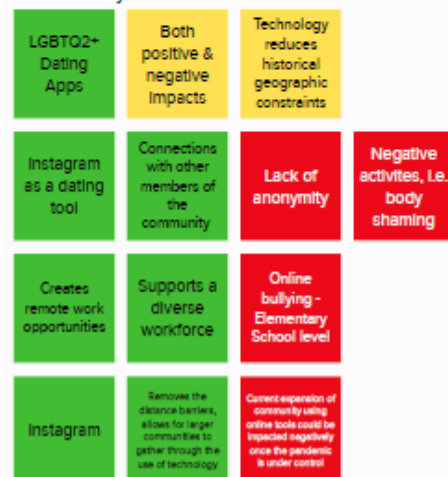 LGBTQ2+
Dating
Apps
Both
positive &
negative
impacts
Technology
reduces
historical
geographic
constraints
Instagram
as a dating
tool
Connections
with other
members of
the
community
Lack of
anonymity
Negative
activites, i.e.
body
shaming
Creates
remote work
opportunities
Supports a
diverse
workforce
Online
bullying -
Elementary
School level
Instagram
Removes the
distance barriers,
allows for larger
communities to
gather through the
use of technology
Current expansion of
community using
online tools could be
impacted negatively
once the pandemic
is under control